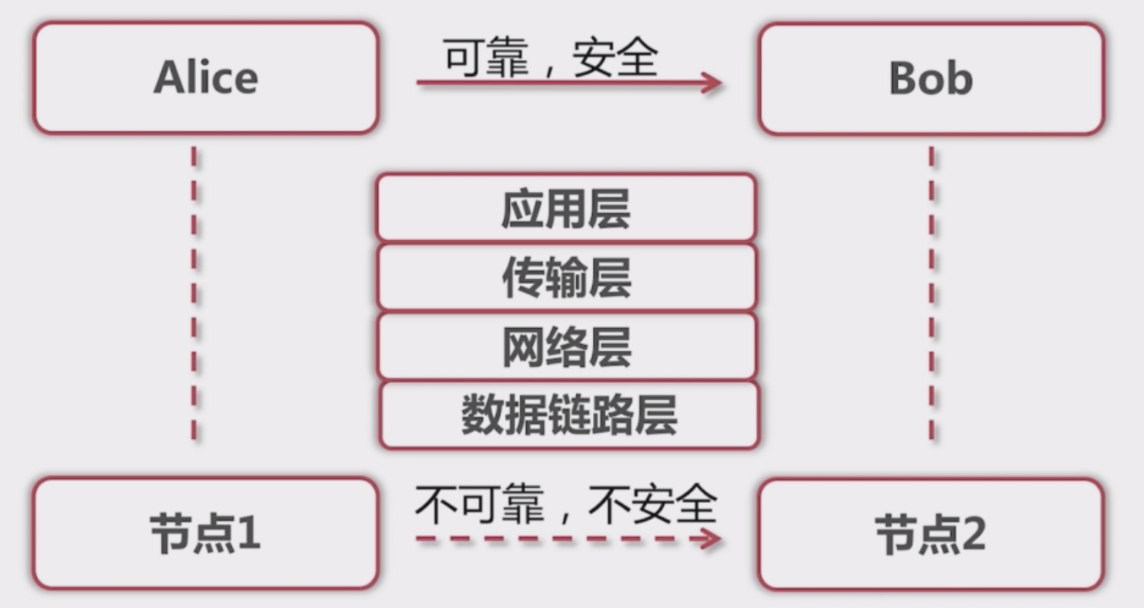 Alice
可靠，安全
Bob
应用层
传输层
网络层
数据链路层
不可靠，不安全
节点1
节点2